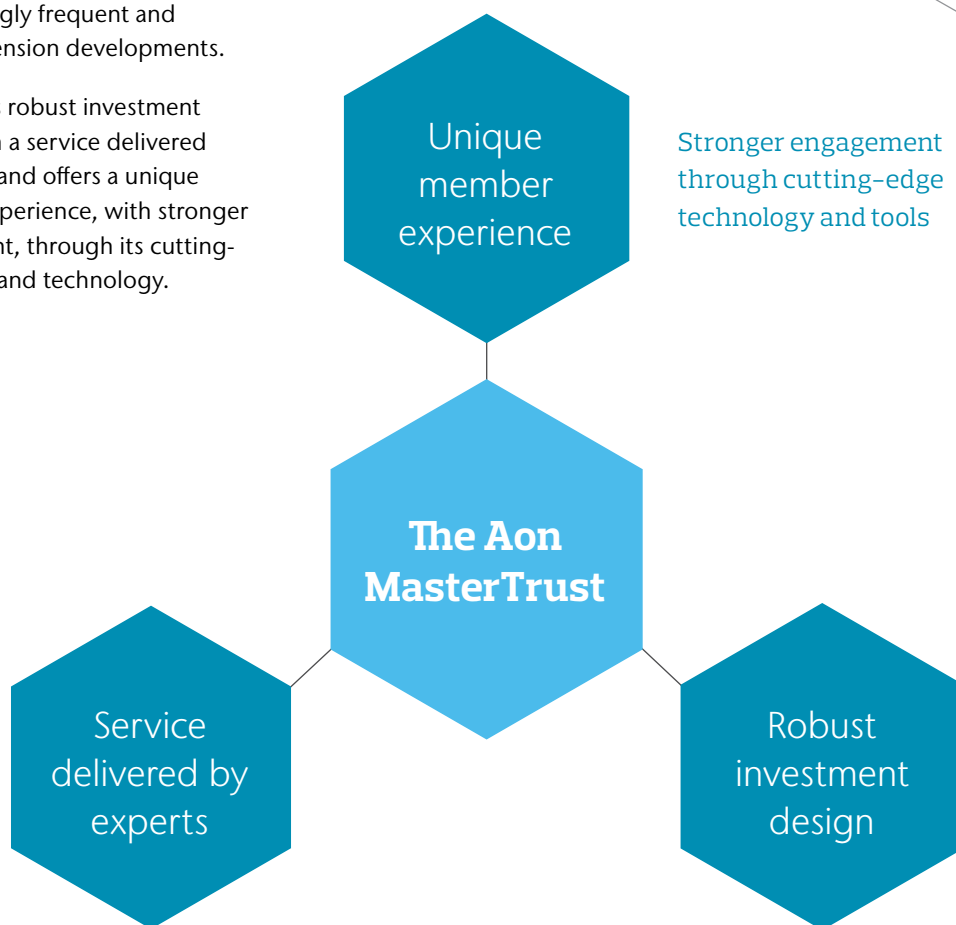 gly frequent and
ension developments.
robust investment
a service delivered
and offers a unique
xperience, with stronger
nt, through its cutting-
and technology.
Unique
member
experience
Stronger engagement
through cutting-edge
technology and tools
The Aon
MasterTrust
Service
delivered by
experts
Robust
investment
design